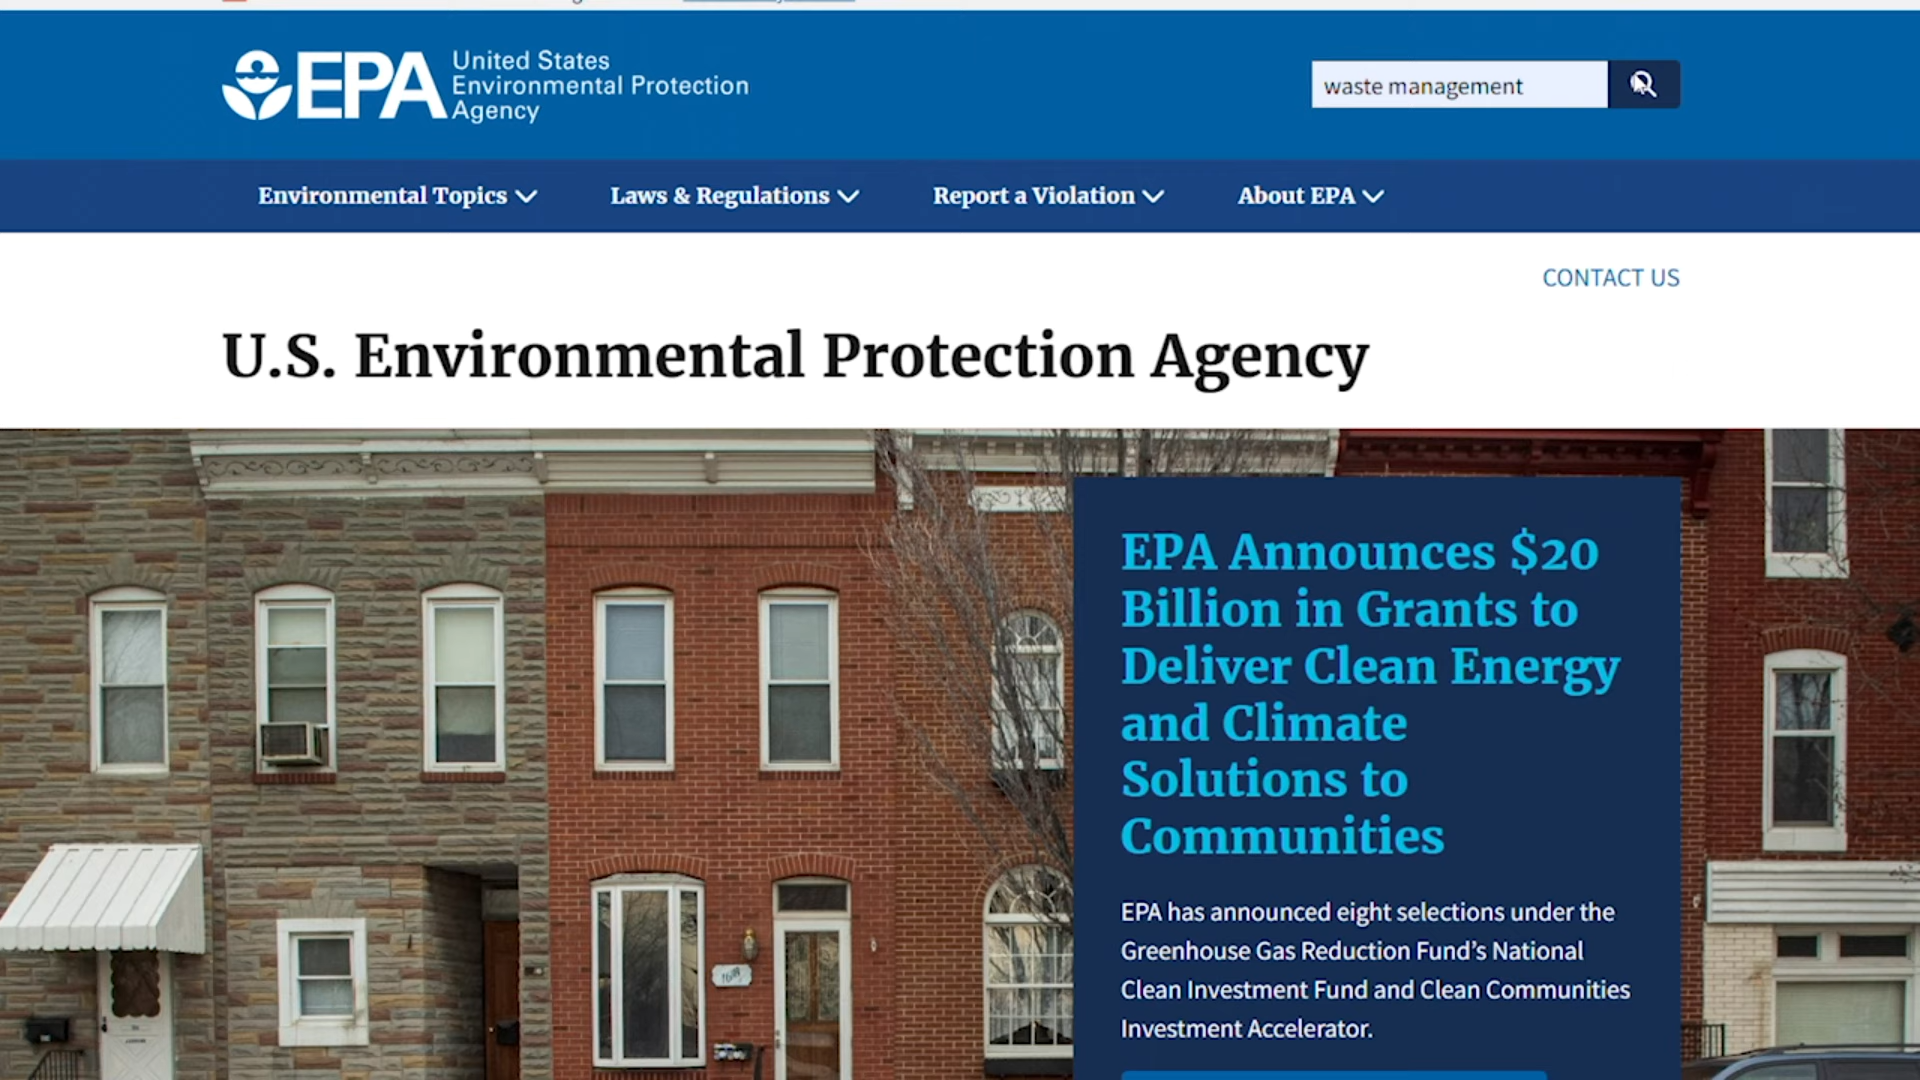 EPA
United States
Environmental Protection
Agency
waste management
Environmental Topics
Laws & Regulations
Report a Violation
About EPA
CONTACT US
U.S. Environmental Protection Agency
EPA Announces $20
Billion in Grants to
Deliver Clean Energy
and Climate
Solutions to
Communities
EPA has announced eight selections under the
Greenhouse Gas Reduction Fund’s National
Clean Investment Fund and Clean Communities
Investment Accelerator.